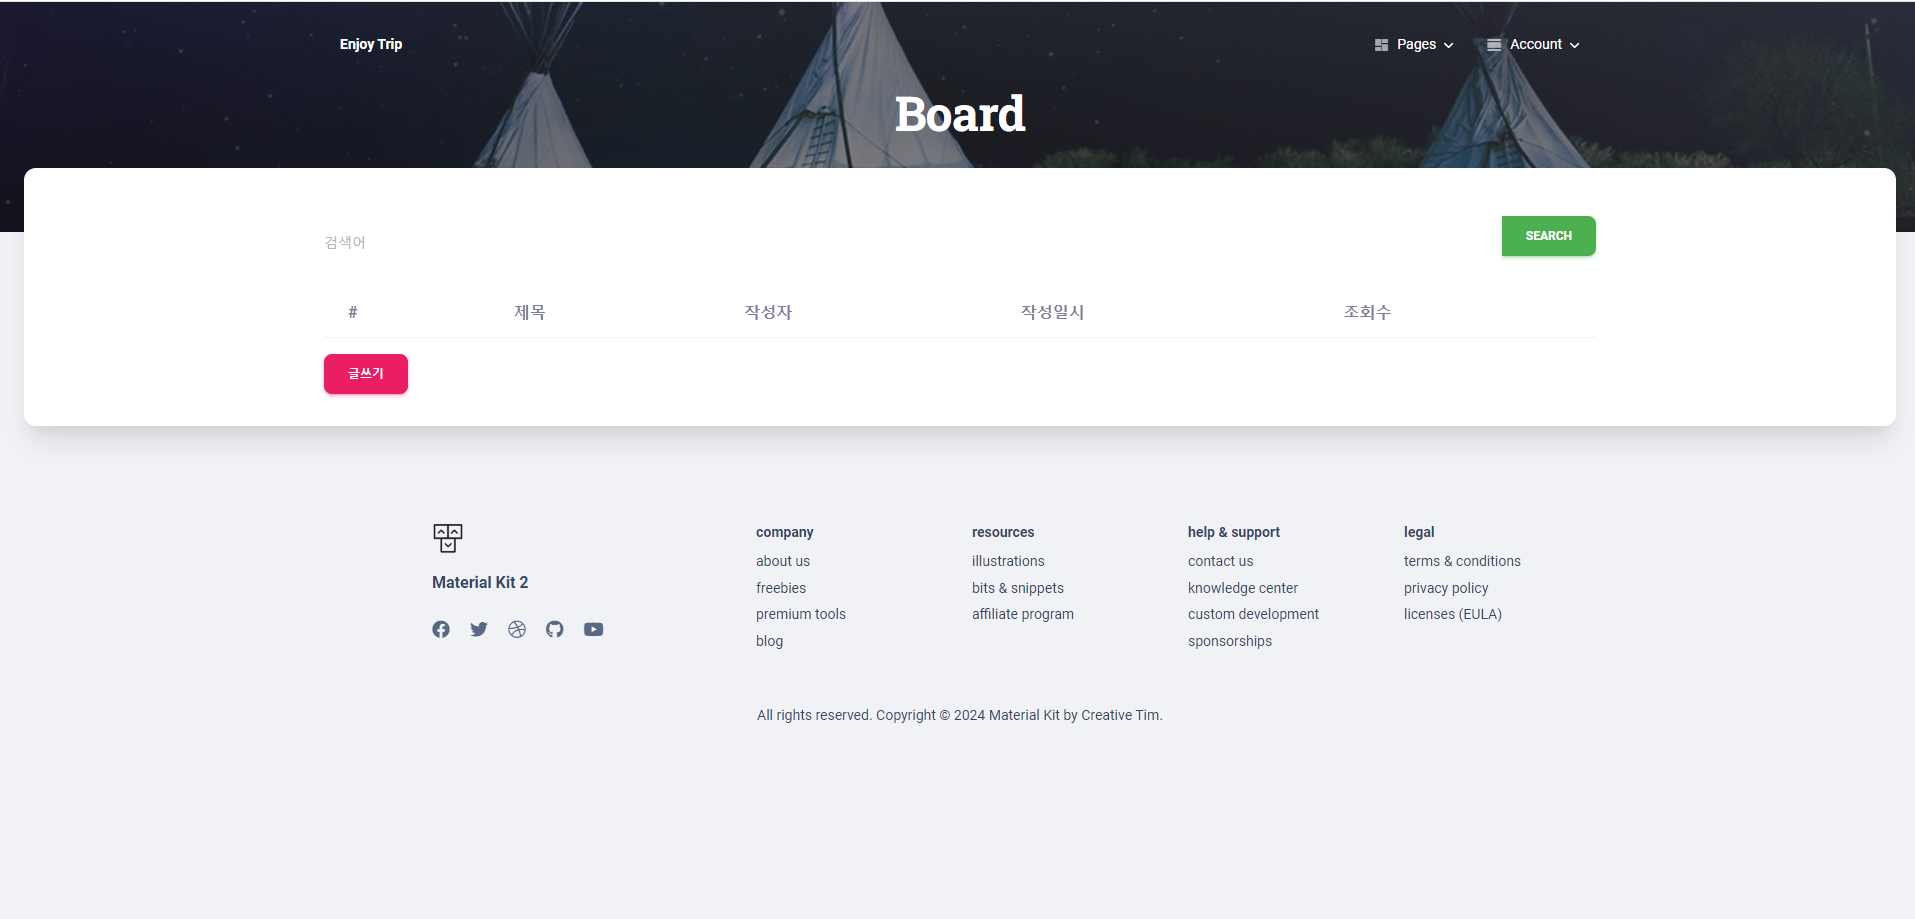 Enjoy Trip
Pages
Account
Board
검색어
SEARCH
# 제목 작성자 작성일시 조회수
글쓰기
Material Kit 2
company
about us
freebies
premium tools
blog
resources
illustrations
bits & snippets
affiliate program
help & support
contact us
knowledge center
custom development
sponsorships
legal
terms & conditions
privacy policy
licenses (EULA)
All rights reserved. Copyright © 2024 Material Kit by Creative Tim.